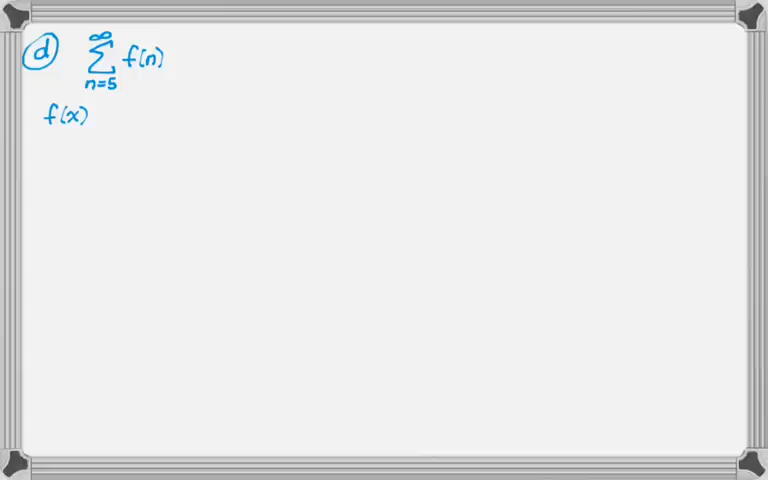 d ∞
∑ f(n)
n=5
f(x)